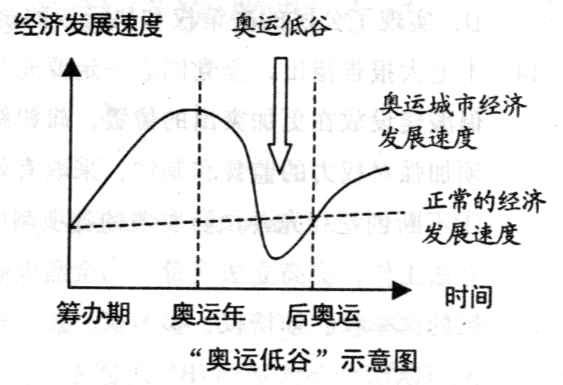 经济发展速度
奥运低谷
奥运城市经济
发展速度
正常的经济
发展速度
筹办期
奥运年
后奥运
时间
“奥运低谷”示意图